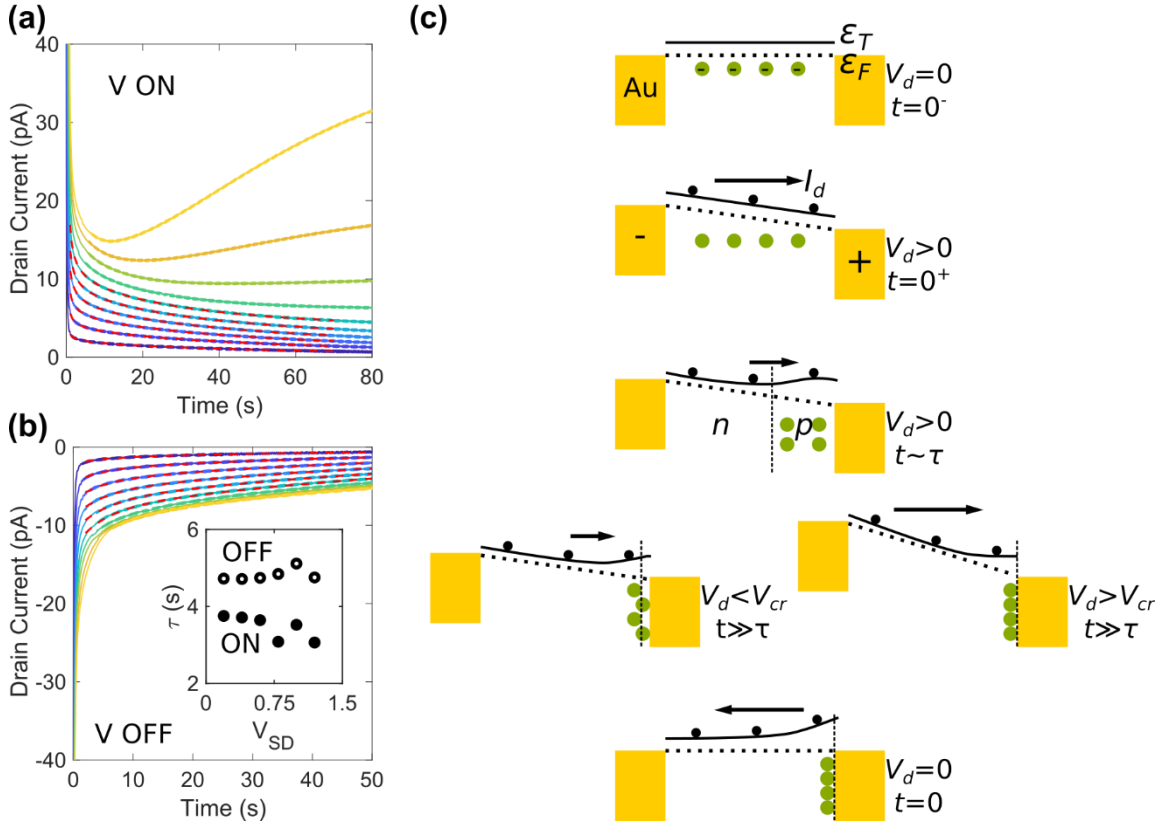 (a)
V ON
Drain Current (pA)
40
30
20
10
0
0 20 40 60 80
Time (s)
(b)
Drain Current (pA)
0
-10
-20
-30
-40
0 10 20 30 40 50
Time (s)
V OFF
OFF
ON
τ (s)
6
4
2
0 0.75 1.5
V_SD
(c)
ε_T
ε_F
Au
- - - -
V_d=0
t=0⁻
I_d
-
+
V_d>0
t=0⁺
n
p
V_d>0
t~τ
V_d<V_cr
t≫τ
V_d>V_cr
t≫τ
V_d=0
t=0